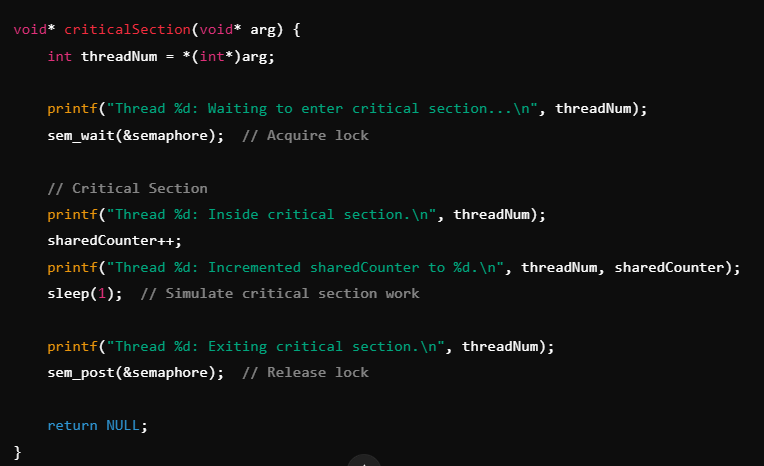 void* criticalSection(void* arg) {
    int threadNum = *(int*)arg;
    printf("Thread %d: Waiting to enter critical section...\n", threadNum);
    sem_wait(&semaphore);  // Acquire lock
    // Critical Section
    printf("Thread %d: Inside critical section.\n", threadNum);
    sharedCounter++;
    printf("Thread %d: Incremented sharedCounter to %d.\n", threadNum, sharedCounter);
    sleep(1);  // Simulate critical section work
    printf("Thread %d: Exiting critical section.\n", threadNum);
    sem_post(&semaphore);  // Release lock
    return NULL;
}